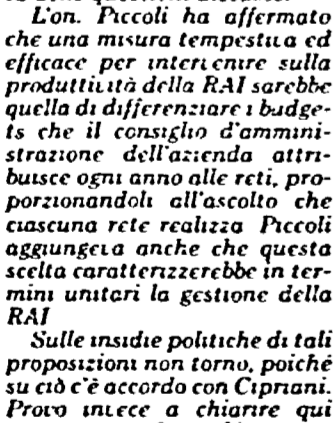 L'on. Piccoli ha affermato
che una misura tempestiva ed
efficace per intervenire sulla
produttività della RAI sarebbe
quella di differenziare i budge-
ts che il consiglio d'ammini-
strazione dell'azienda attri-
buisce ogni anno alle reti, pro-
porzionandoli all'ascolto che
ciascuna rete realizza Piccoli
aggiungeva anche che questa
scelta caratterizzerebbe in ter-
mini unitari la gestione della
RAI
Sulle insidie politiche di tali
proposizioni non torno, poiché
su ciò c'è accordo con Cipriani.
Provo invece a chiarire qui